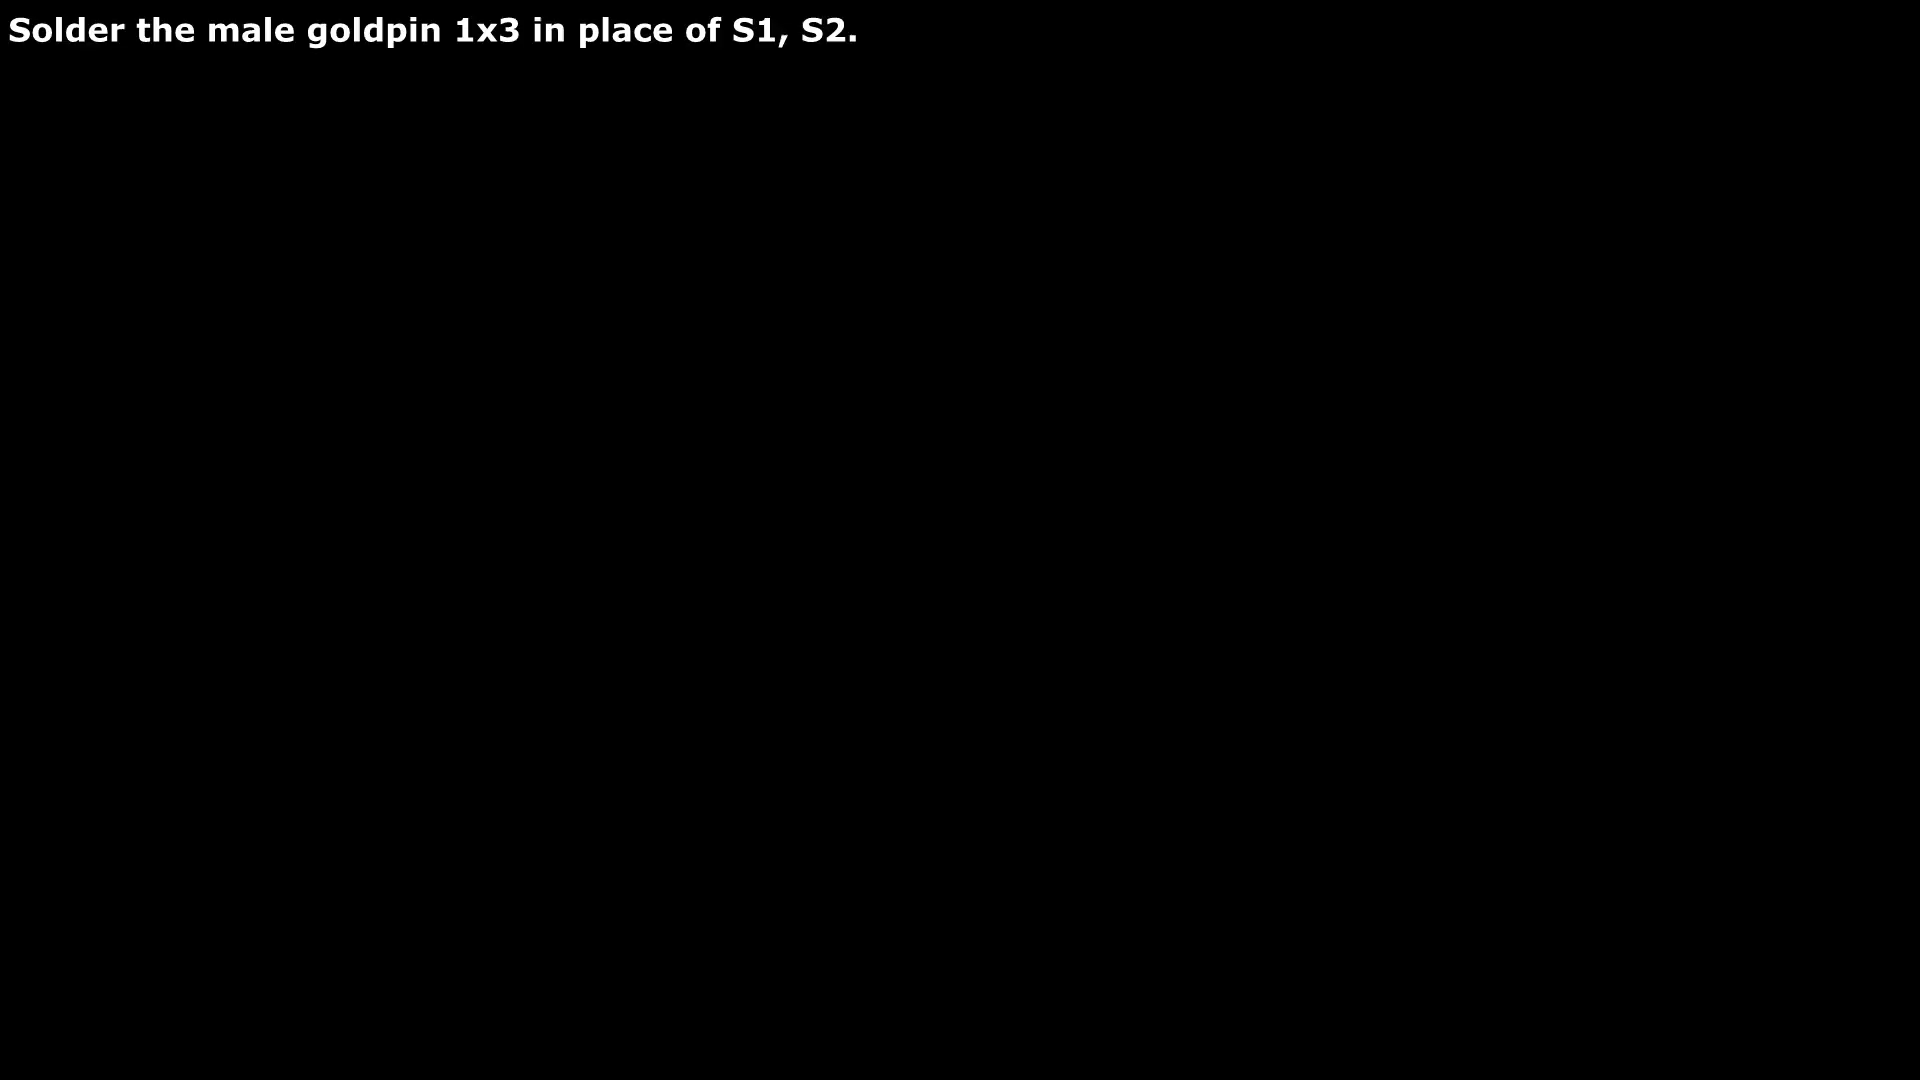 Solder the male goldpin 1x3 in place of S1, S2.